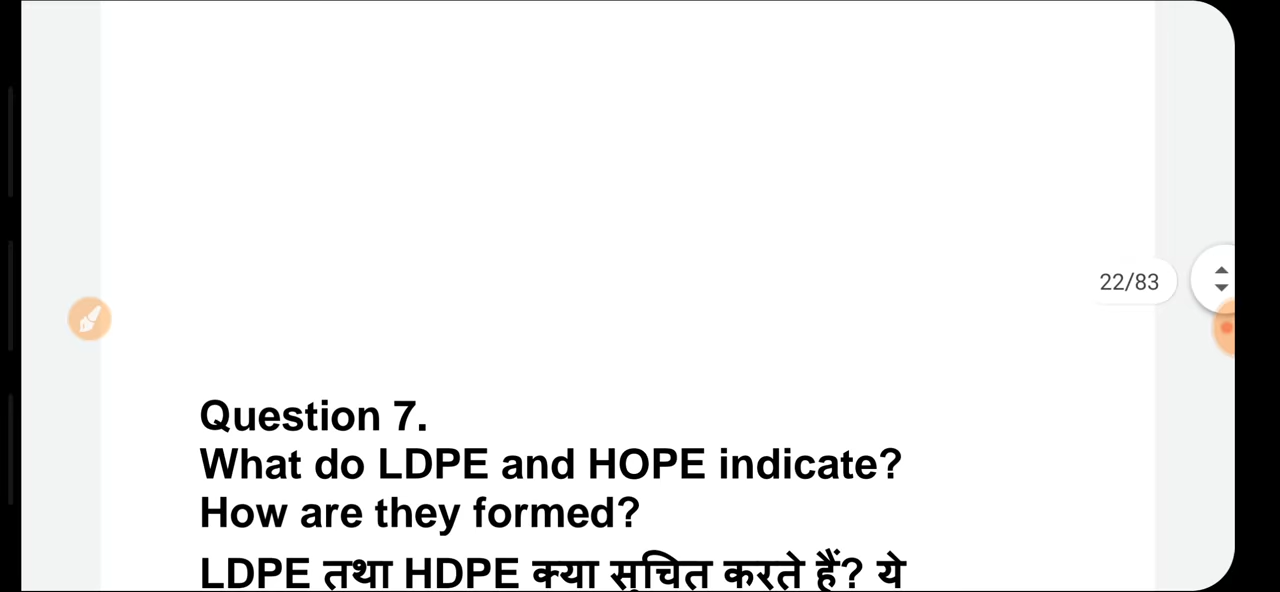 22/83
Question 7.
What do LDPE and HOPE indicate?
How are they formed?
LDPE तथा HDPE क्या सूचित करते हैं? ये